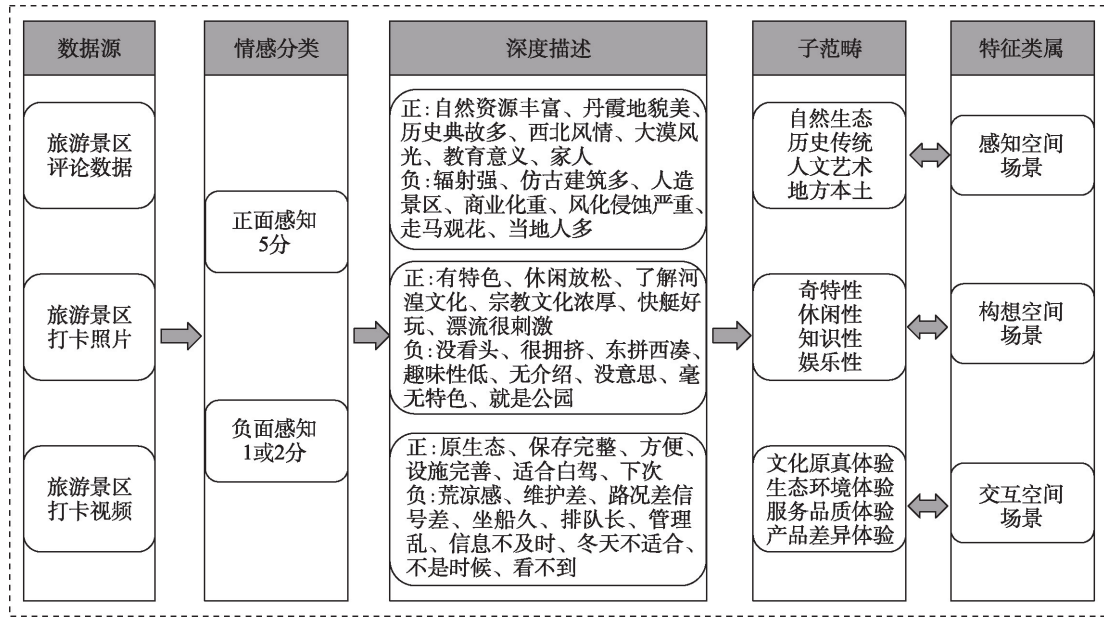 数据源
旅游景区
评论数据
旅游景区
打卡照片
旅游景区
打卡视频
情感分类
正面感知
5分
负面感知
1或2分
深度描述
正:自然资源丰富、丹霞地貌美、
历史典故多、西北风情、大漠风
光、教育意义、家人
负:辐射强、仿古建筑多、人造
景区、商业化重、风化侵蚀严重、
走马观花、当地人多
正:有特色、休闲放松、了解河
湟文化、宗教文化浓厚、快艇好
玩、漂流很刺激
负:没看头、很拥挤、东拼西凑、
趣味性低、无介绍、没意思、毫
无特色、就是公园
正:原生态、保存完整、方便、
设施完善、适合自驾、下次
负:荒凉感、维护差、路况差信
号差、坐船久、排队长、管理
乱、信息不及时、冬天不适合、
不是时候、看不到
子范畴
自然生态
历史传统
人文艺术
地方本土
奇特性
休闲性
知识性
娱乐性
文化原真体验
生态环境体验
服务品质体验
产品差异体验
特征类属
感知空间
场景
构想空间
场景
交互空间
场景